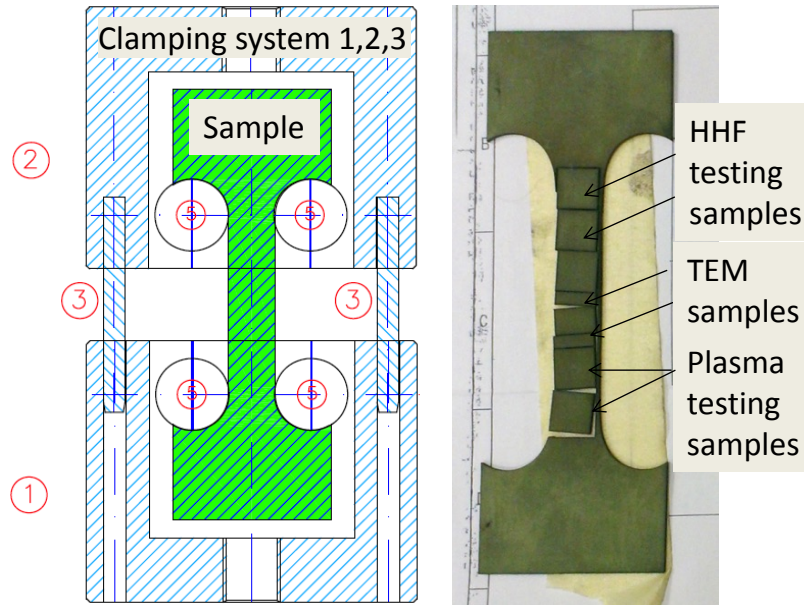 Clamping system 1,2,3
Sample
2
5
5
3
3
5
5
1
B
C
HHF
testing
samples
TEM
samples
Plasma
testing
samples